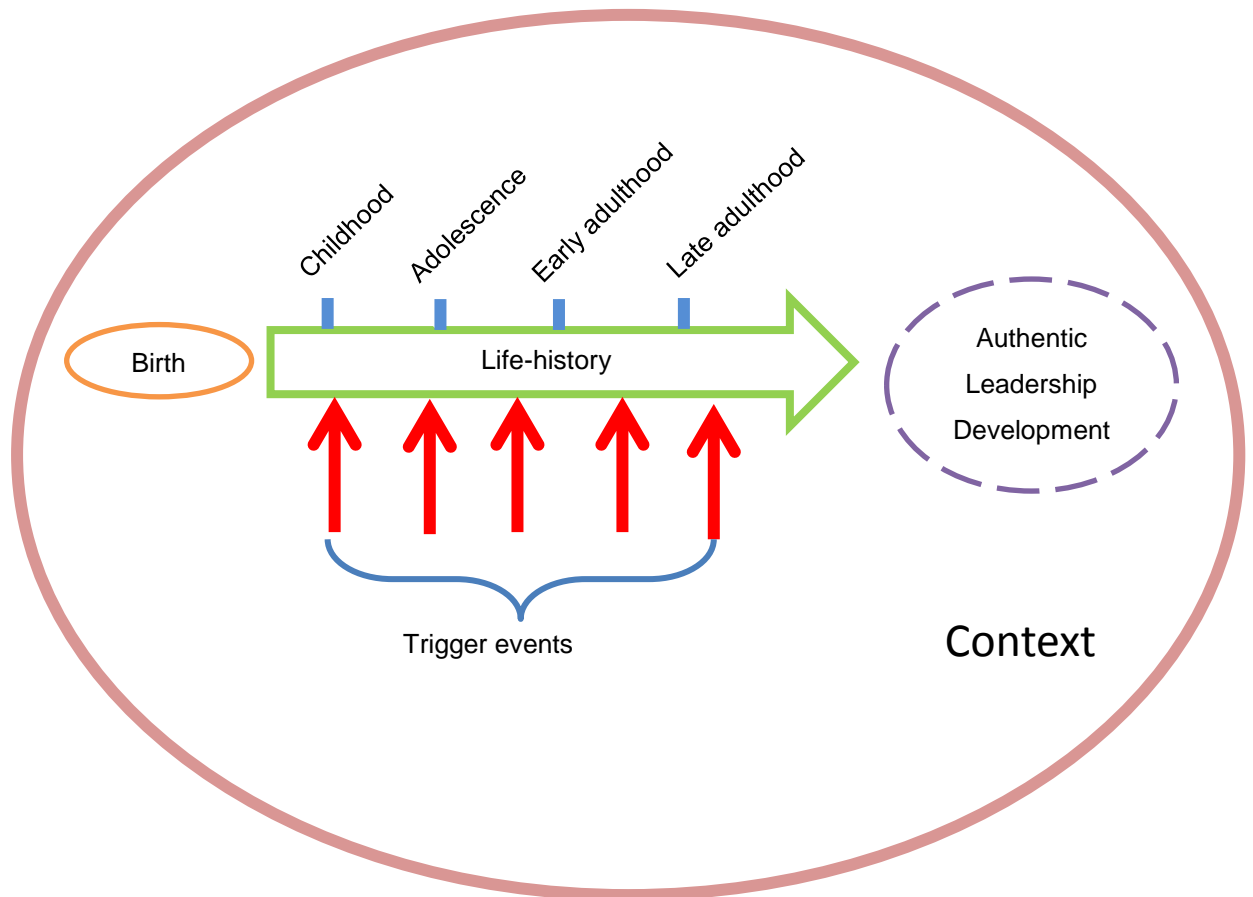 Childhood
Adolescence
Early adulthood
Late adulthood
Birth
Life-history
Authentic
Leadership
Development
Trigger events
Context